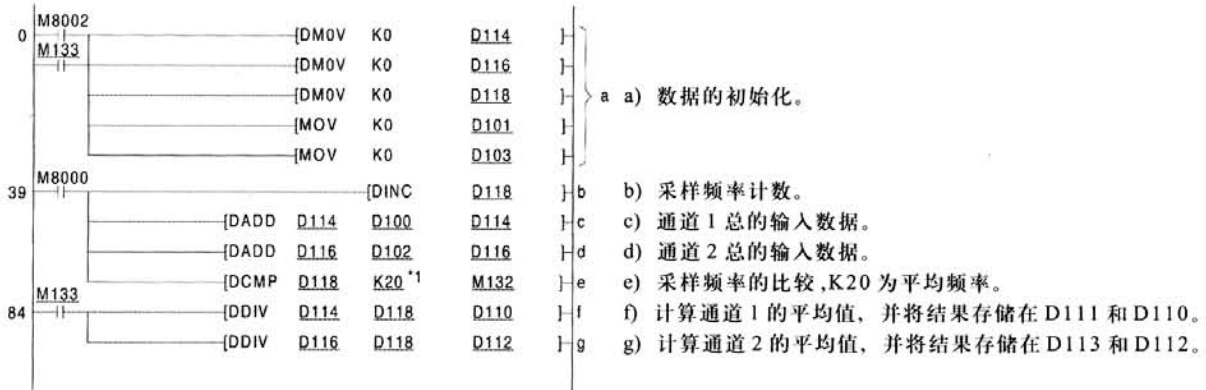 M8002
0 [DMOV K0 D114 ]
M133
[DMOV K0 D116 ]
[DMOV K0 D118 ] a a) 数据的初始化。
[MOV K0 D101 ]
[MOV K0 D103 ]
M8000
39 [DINC D118 ] b b) 采样频率计数。
[DADD D114 D100 D114 ] c c) 通道1总的输入数据。
[DADD D116 D102 D116 ] d d) 通道2总的输入数据。
[DCMP D118 K20 *1 M132 ] e e) 采样频率的比较,K20为平均频率。
M133
84 [DDIV D114 D118 D110 ] f f) 计算通道1的平均值,并将结果存储在D111和D110。
[DDIV D116 D118 D112 ] g g) 计算通道2的平均值,并将结果存储在D113和D112。